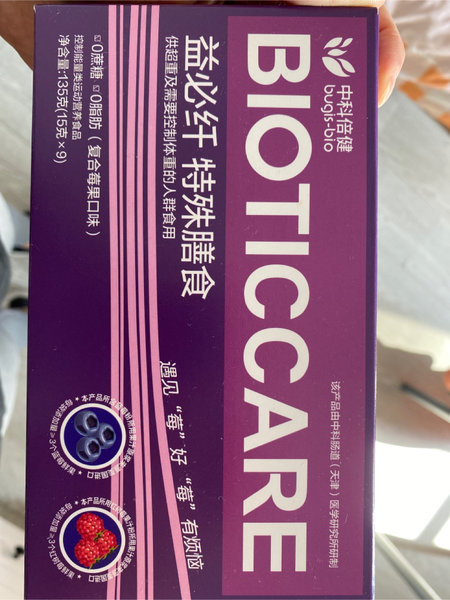 中科倍健
bugis-bio
BIOTICCARE
该产品由中科肠道（天津）医学研究所研制
益必纤 特殊膳食
供超重及需要控制体重的人群食用
遇见“莓”好 “莓”有烦恼
0蔗糖 0脂肪（复合莓果口味）
控制能量类运动营养食品
净含量:135克(15克×9)